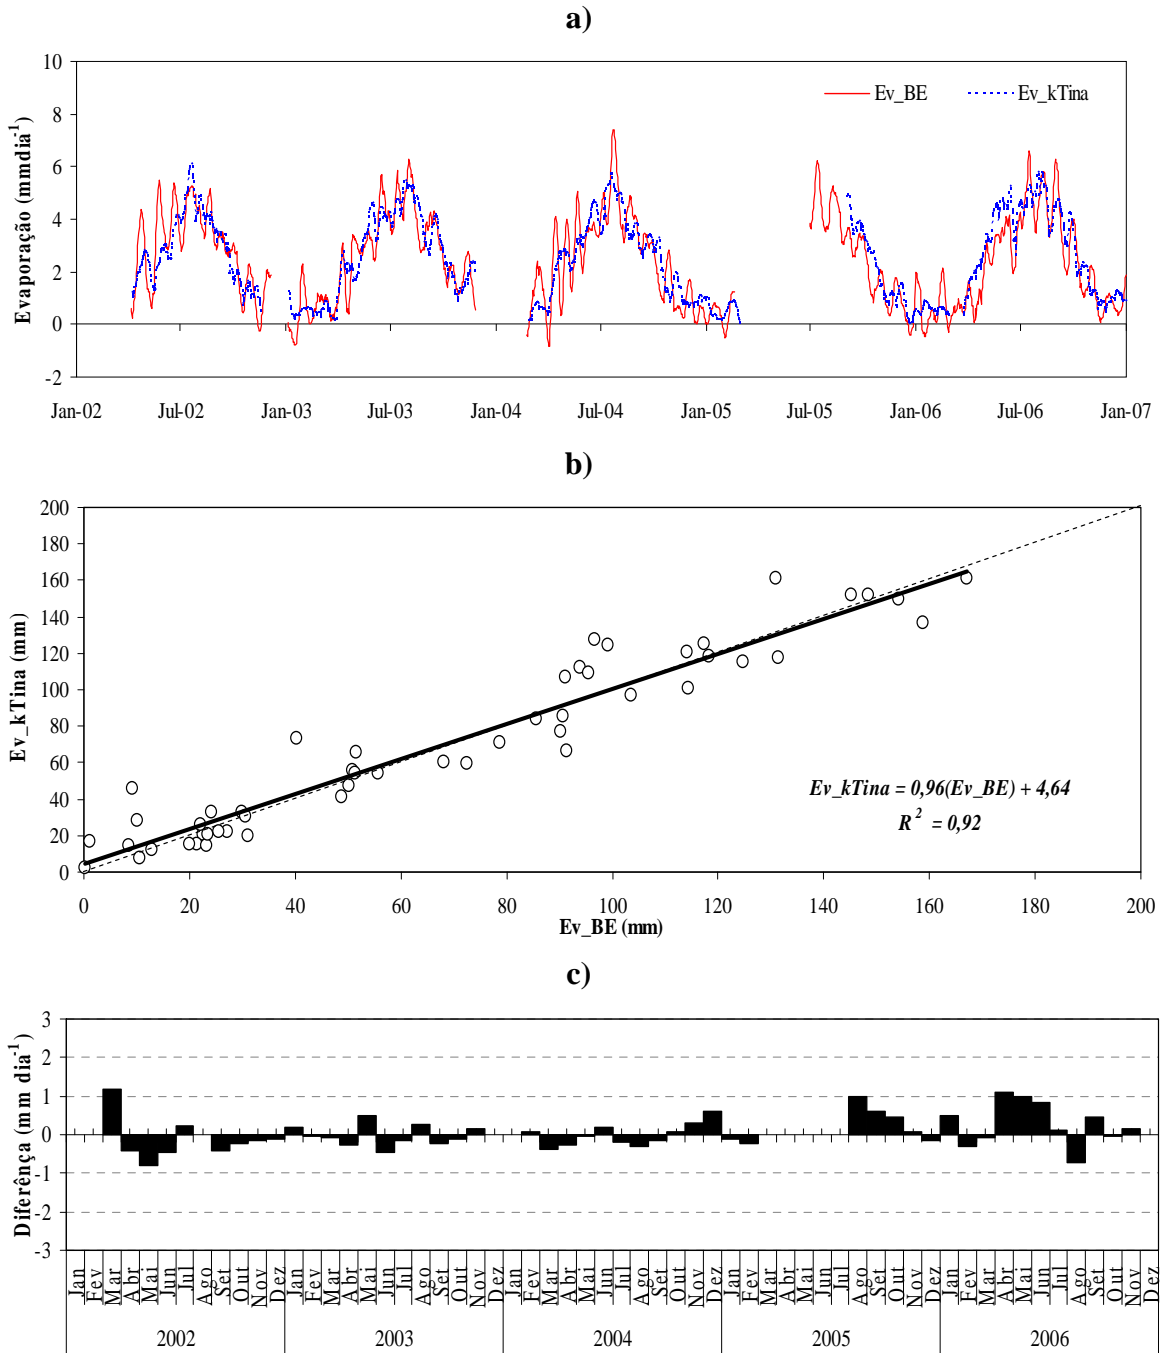 a)
Evaporação (mmdia-1)
10
8
6
4
2
0
-2
Ev_BE
Ev_kTina
Jan-02 Jul-02 Jan-03 Jul-03 Jan-04 Jul-04 Jan-05 Jul-05 Jan-06 Jul-06 Jan-07
b)
Ev_kTina (mm)
200
180
160
140
120
100
80
60
40
20
0
Ev_kTina = 0,96(Ev_BE) + 4,64
R2 = 0,92
0 20 40 60 80 100 120 140 160 180 200
Ev_BE (mm)
c)
Diferênça (mm dia-1)
3
2
1
0
-1
-2
-3
Jan Fev Mar Abr Mai Jun Jul Ago Set Out Nov Dez Jan Fev Mar Abr Mai Jun Jul Ago Set Out Nov Dez Jan Fev Mar Abr Mai Jun Jul Ago Set Out Nov Dez Jan Fev Mar Abr Mai Jun Jul Ago Set Out Nov Dez Jan Fev Mar Abr Mai Jun Jul Ago Set Out Nov Dez
2002 2003 2004 2005 2006